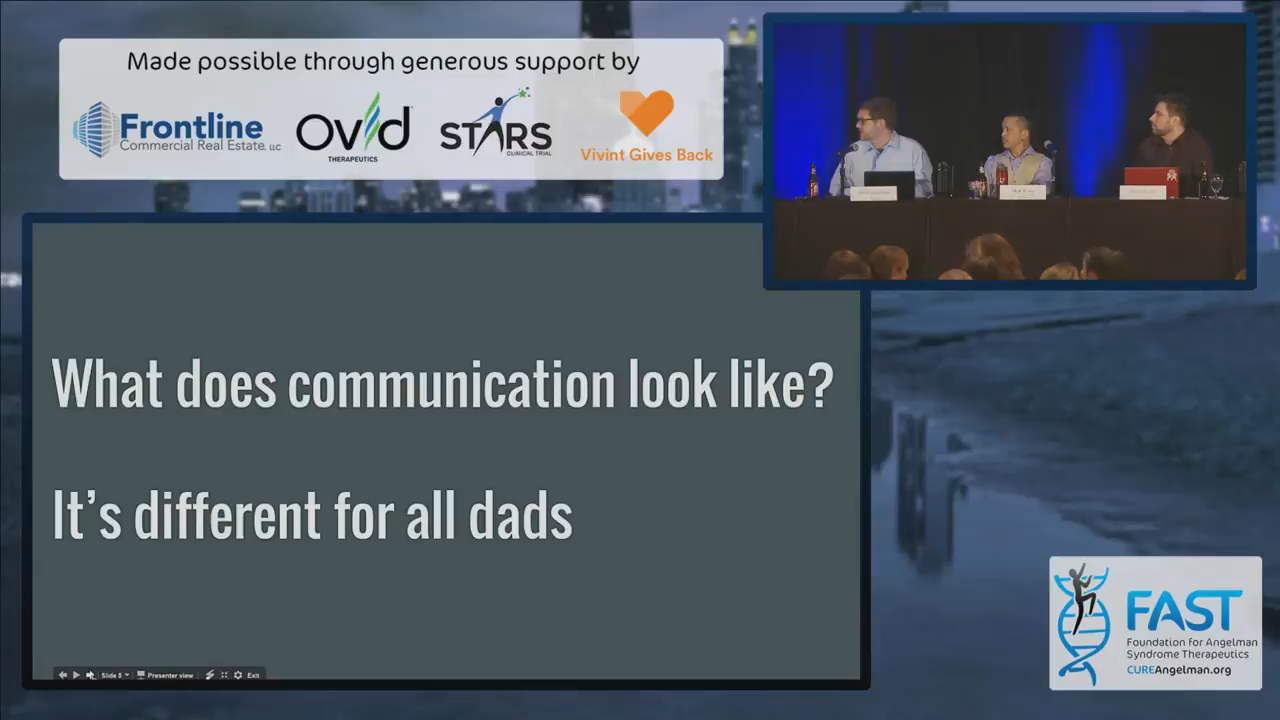 Made possible through generous support by
Frontline
Commercial Real Estate, LLC
OVID
THERAPEUTICS
STARS
CLINICAL TRIAL
Vivint Gives Back
What does communication look like?
It's different for all dads
Slide 5
Presenter view
Exit
FAST
Foundation for Angelman
Syndrome Therapeutics
CUREAngelman.org